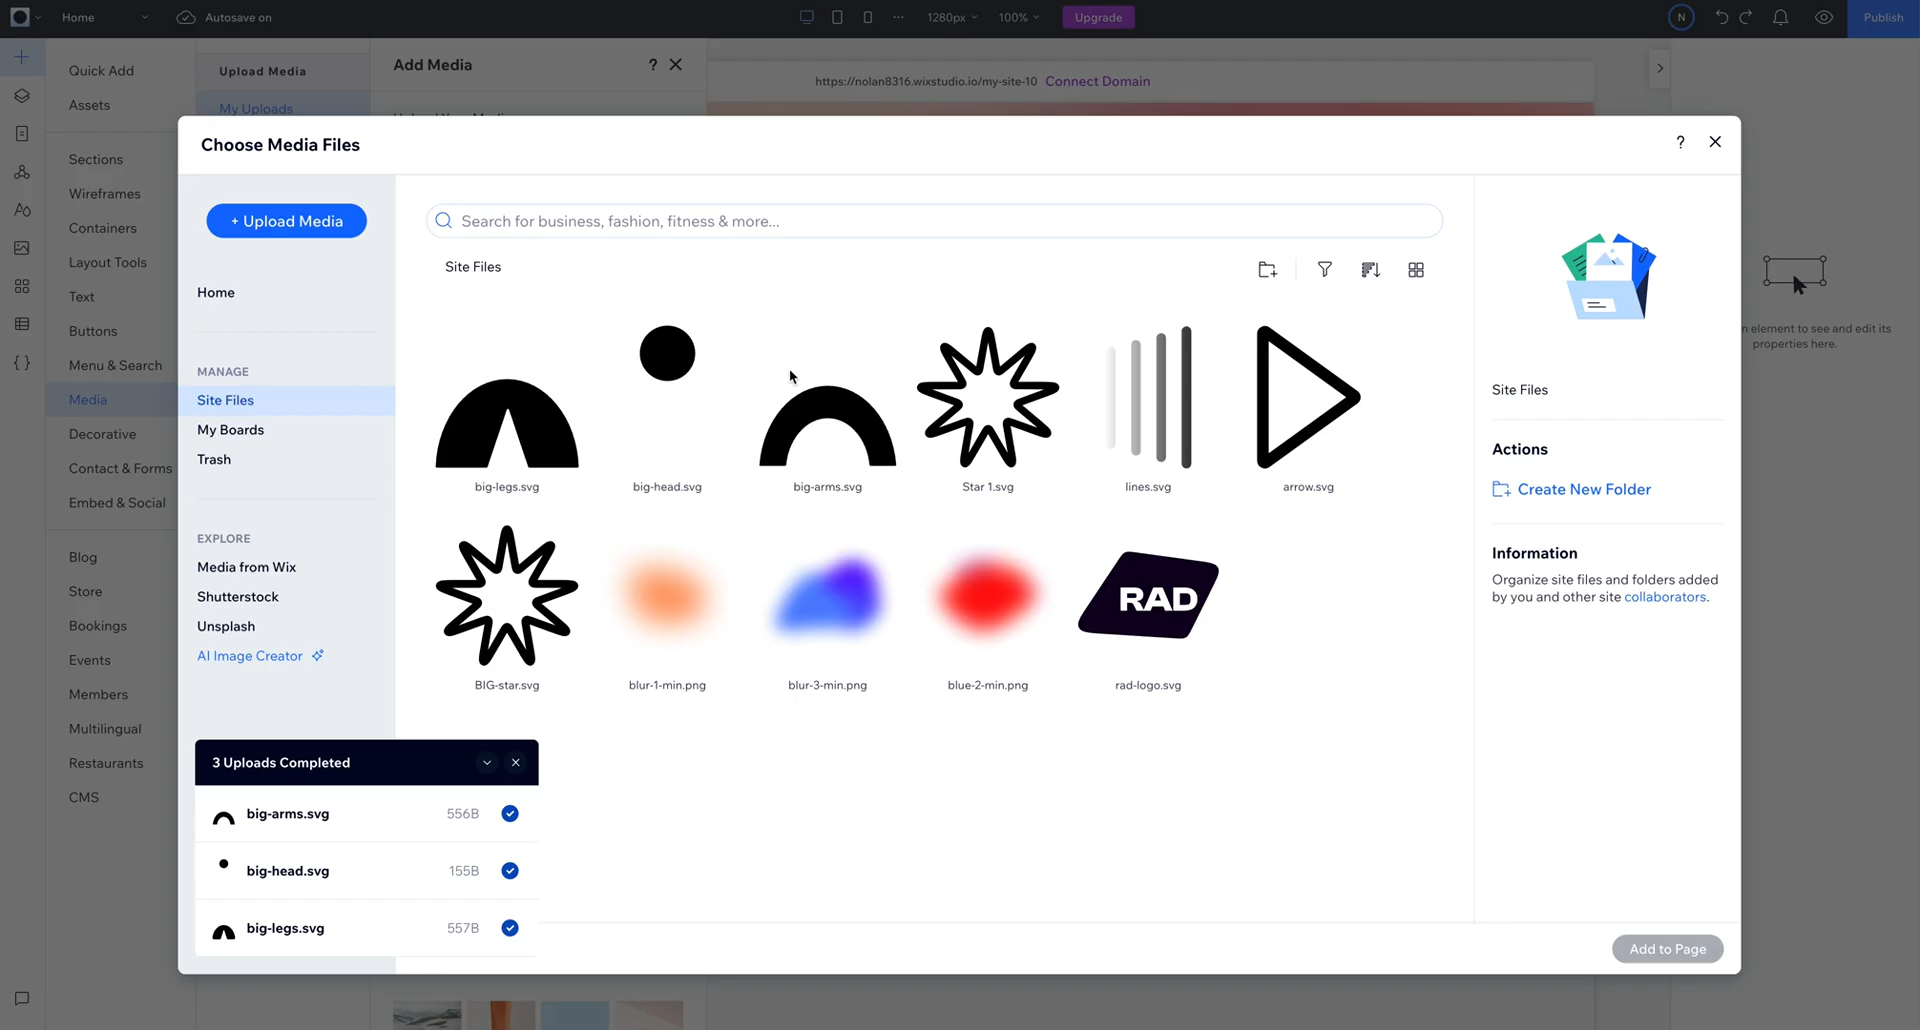 Home
Autosave on
1280px
100%
Upgrade
N
Publish
Quick Add
Assets
Sections
Wireframes
Containers
Layout Tools
Text
Buttons
Menu & Search
Media
Decorative
Contact & Forms
Embed & Social
Blog
Store
Bookings
Events
Members
Multilingual
Restaurants
CMS
Upload Media
My Uploads
Add Media
?
https://nolan8316.wixstudio.io/my-site-10 Connect Domain
n element to see and edit its
properties here.
Choose Media Files
?
+ Upload Media
Home
MANAGE
Site Files
My Boards
Trash
EXPLORE
Media from Wix
Shutterstock
Unsplash
AI Image Creator
Search for business, fashion, fitness & more...
Site Files
big-legs.svg
big-head.svg
big-arms.svg
Star 1.svg
lines.svg
arrow.svg
RAD
BIG-star.svg
blur-1-min.png
blur-3-min.png
blue-2-min.png
rad-logo.svg
3 Uploads Completed
big-arms.svg 556B
big-head.svg 155B
big-legs.svg 557B
Site Files
Actions
Create New Folder
Information
Organize site files and folders added
by you and other site collaborators.
Add to Page